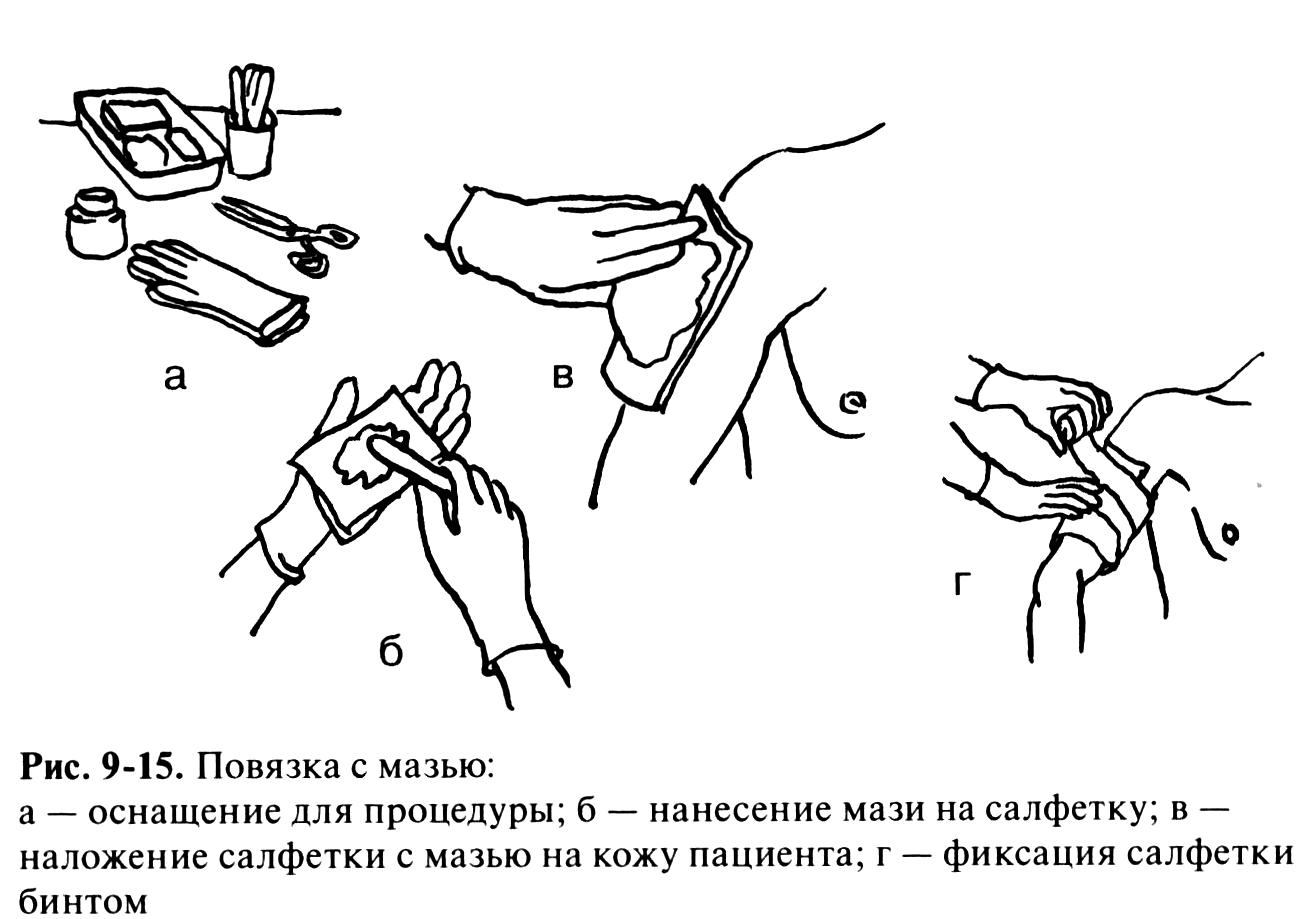 а
в
б
г
Рис. 9-15. Повязка с мазью:
а — оснащение для процедуры; б — нанесение мази на салфетку; в —
наложение салфетки с мазью на кожу пациента; г — фиксация салфетки
бинтом